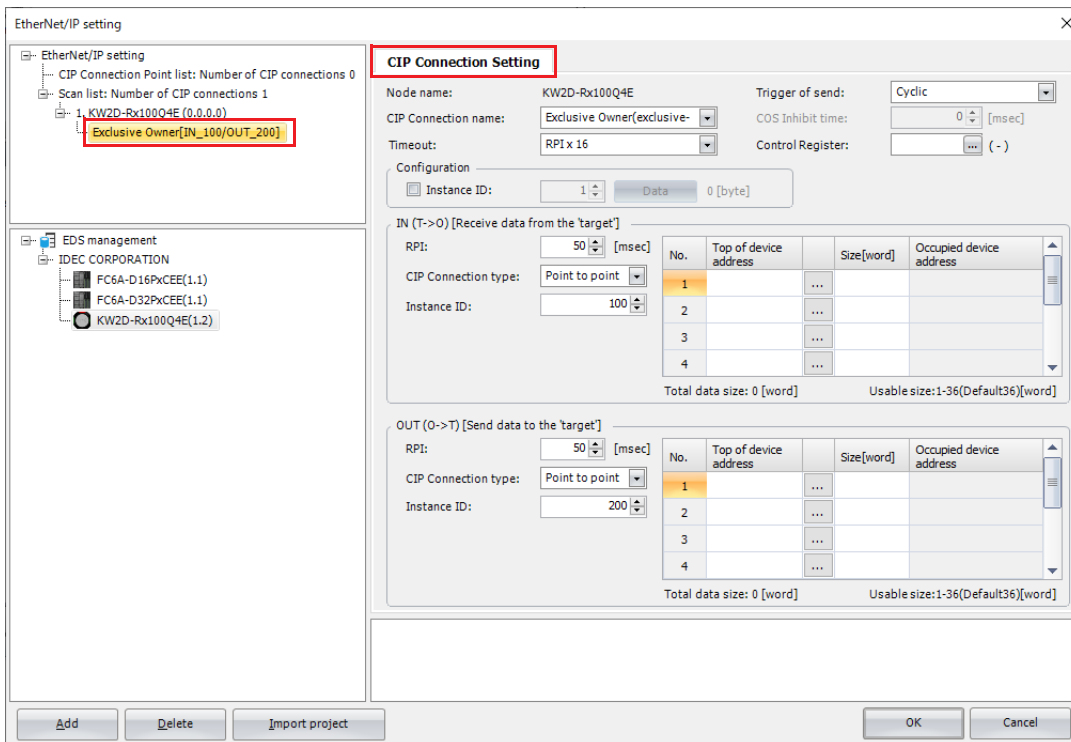 EtherNet/IP setting
EtherNet/IP setting
CIP Connection Point list: Number of CIP connections 0
Scan list: Number of CIP connections 1
1. KW2D-Rx100Q4E (0.0.0.0)
Exclusive Owner[IN_100/OUT_200]
EDS management
IDEC CORPORATION
FC6A-D16PxCEE(1.1)
FC6A-D32PxCEE(1.1)
KW2D-Rx100Q4E(1.2)
CIP Connection Setting
Node name: KW2D-Rx100Q4E Trigger of send: Cyclic
CIP Connection name: Exclusive Owner(exclusive- COS Inhibit time: 0 [msec]
Timeout: RPI x 16 Control Register: ... (-)
Configuration
Instance ID: 1 Data 0 [byte]
IN (T->O) [Receive data from the 'target']
RPI: 50 [msec]
CIP Connection type: Point to point
Instance ID: 100
No. Top of device address Size[word] Occupied device address
1 ...
2 ...
3 ...
4 ...
Total data size: 0 [word] Usable size:1-36(Default36)[word]
OUT (O->T) [Send data to the 'target']
RPI: 50 [msec]
CIP Connection type: Point to point
Instance ID: 200
No. Top of device address Size[word] Occupied device address
1 ...
2 ...
3 ...
4 ...
Total data size: 0 [word] Usable size:1-36(Default36)[word]
Add Delete Import project OK Cancel